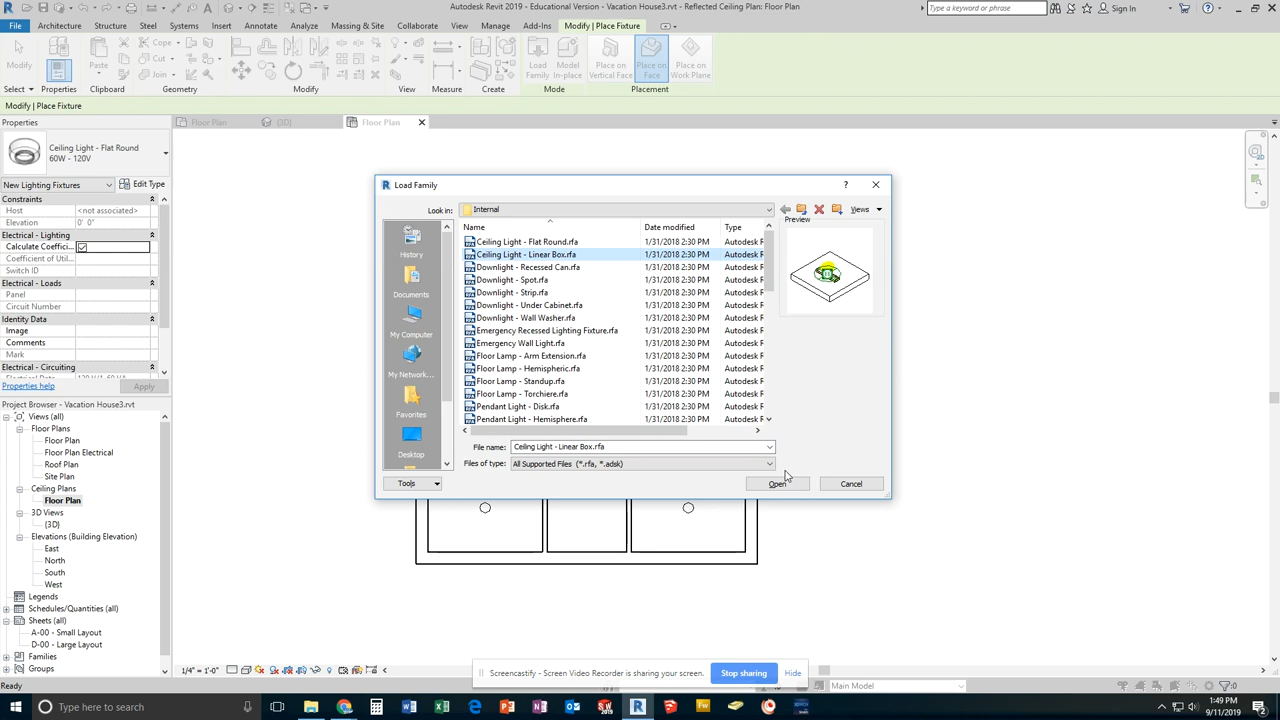 Autodesk Revit 2019 - Educational Version - Vacation House3.rvt - Reflected Ceiling Plan: Floor Plan
Type a keyword or phrase
Sign In
File Architecture Structure Steel Systems Insert Annotate Analyze Massing & Site Collaborate View Manage Add-Ins Modify | Place Fixture
Modify
Properties
Paste
Cope
Cut
Join
Load Family
Model In-place
Place on Vertical Face
Place on Face
Place on Work Plane
Select Properties Clipboard Geometry Modify View Measure Create Mode Placement
Modify | Place Fixture
Properties
Floor Plan
(3D)
Floor Plan
Ceiling Light - Flat Round
60W - 120V
New Lighting Fixtures
Edit Type
Constraints
Host <not associated>
Elevation 0' 0"
Electrical - Lighting
Calculate Coeffici...
Coefficient of Utili...
Switch ID
Electrical - Loads
Panel
Circuit Number
Identity Data
Image
Comments
Mark
Electrical - Circuiting
Properties help
Apply
Project Browser - Vacation House3.rvt
Views (all)
Floor Plans
Floor Plan
Floor Plan Electrical
Roof Plan
Site Plan
Ceiling Plans
Floor Plan
3D Views
{3D}
Elevations (Building Elevation)
East
North
South
West
Legends
Schedules/Quantities (all)
Sheets (all)
A-00 - Small Layout
D-00 - Large Layout
Families
Groups
Load Family
Look in: Internal
Views
Name Date modified Type
Preview
Ceiling Light - Flat Round.rfa 1/31/2018 2:30 PM Autodesk F
Ceiling Light - Linear Box.rfa 1/31/2018 2:30 PM Autodesk F
Downlight - Recessed Can.rfa 1/31/2018 2:30 PM Autodesk F
Downlight - Spot.rfa 1/31/2018 2:30 PM Autodesk F
Downlight - Strip.rfa 1/31/2018 2:30 PM Autodesk F
Downlight - Under Cabinet.rfa 1/31/2018 2:30 PM Autodesk F
Downlight - Wall Washer.rfa 1/31/2018 2:30 PM Autodesk F
Emergency Recessed Lighting Fixture.rfa 1/31/2018 2:30 PM Autodesk F
Emergency Wall Light.rfa 1/31/2018 2:30 PM Autodesk F
Floor Lamp - Arm Extension.rfa 1/31/2018 2:30 PM Autodesk F
Floor Lamp - Hemispheric.rfa 1/31/2018 2:30 PM Autodesk F
Floor Lamp - Standup.rfa 1/31/2018 2:30 PM Autodesk F
Floor Lamp - Torchiere.rfa 1/31/2018 2:30 PM Autodesk F
Pendant Light - Disk.rfa 1/31/2018 2:30 PM Autodesk F
Pendant Light - Hemisphere.rfa 1/31/2018 2:30 PM Autodesk F
History
Documents
My Computer
My Network...
Favorites
Desktop
File name: Ceiling Light - Linear Box.rfa
Files of type: All Supported Files (*.rfa, *.adsk)
Tools
Open
Cancel
1/4" = 1'-0"
Screencastify - Screen Video Recorder is sharing your screen.
Stop sharing
Hide
Ready
Main Model
:0
Type here to search
1:49 PM
9/11/2019